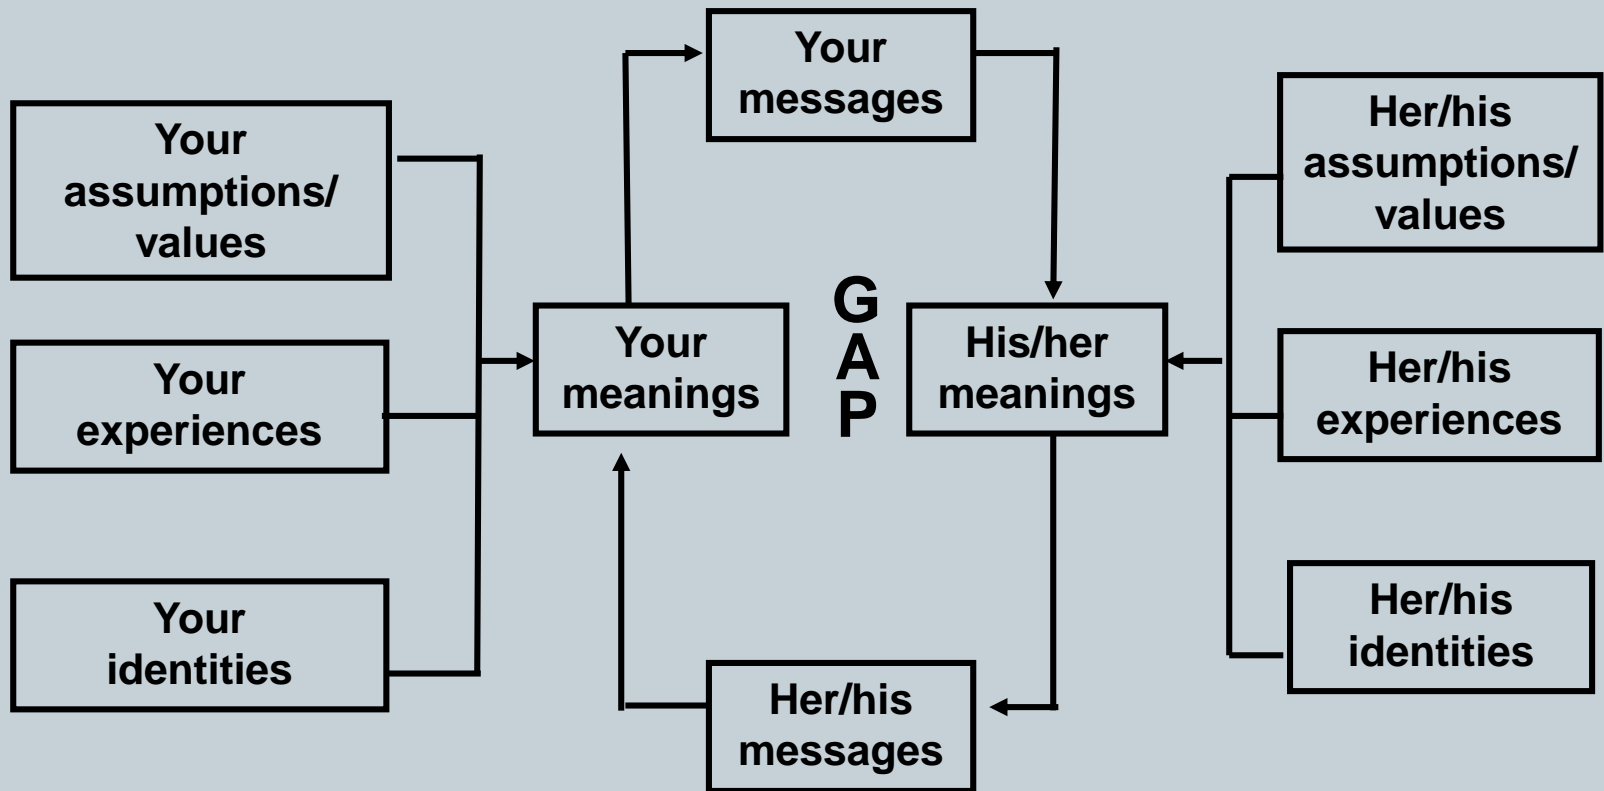 Your
messages
Your
assumptions/
values
Her/his
assumptions/
values
Your
experiences
Your
meanings
G
A
P
His/her
meanings
Her/his
experiences
Your
identities
Her/his
identities
Her/his
messages